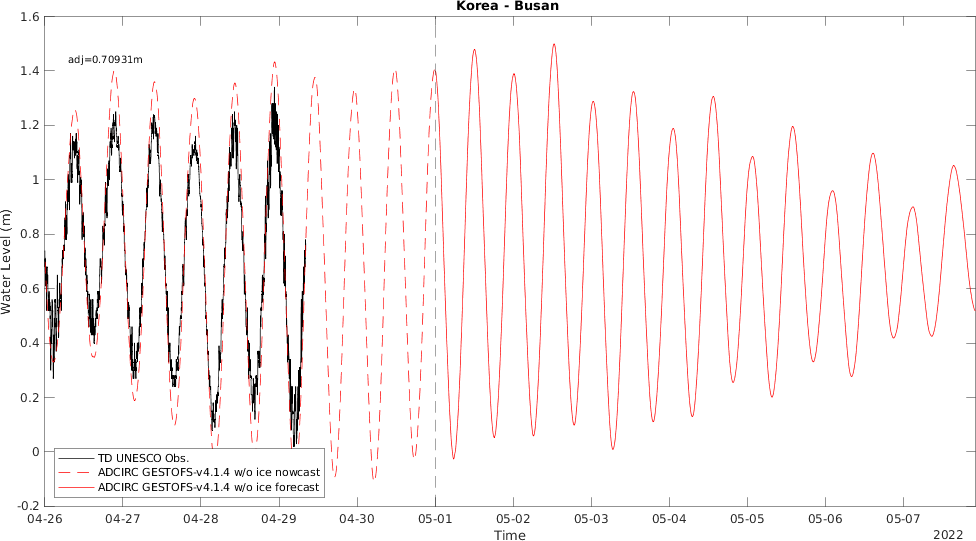 Korea - Busan
adj=0.70931m
Water Level (m)
1.6
1.4
1.2
1
0.8
0.6
0.4
0.2
0
-0.2
TD UNESCO Obs.
ADCIRC GESTOFS-v4.1.4 w/o ice nowcast
ADCIRC GESTOFS-v4.1.4 w/o ice forecast
04-26 04-27 04-28 04-29 04-30 05-01 05-02 05-03 05-04 05-05 05-06 05-07
Time
2022